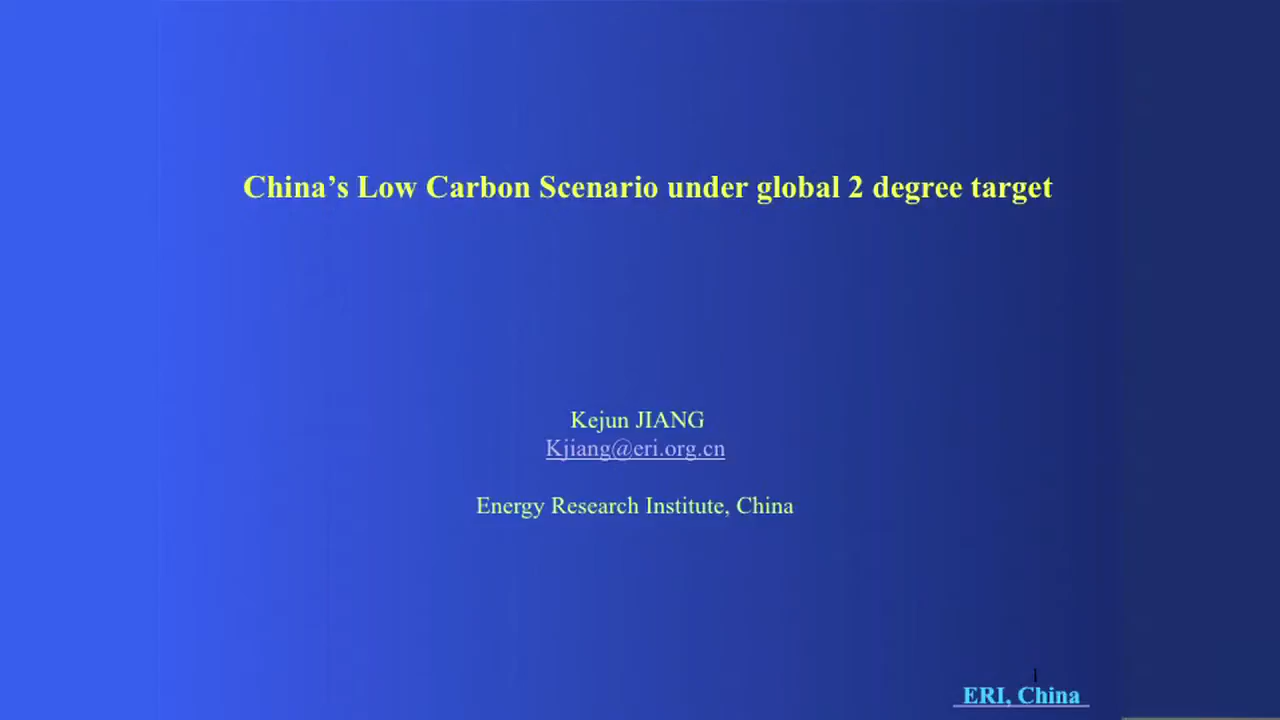 China’s Low Carbon Scenario under global 2 degree target
Kejun JIANG
Kjiang@eri.org.cn
Energy Research Institute, China
1
ERI, China